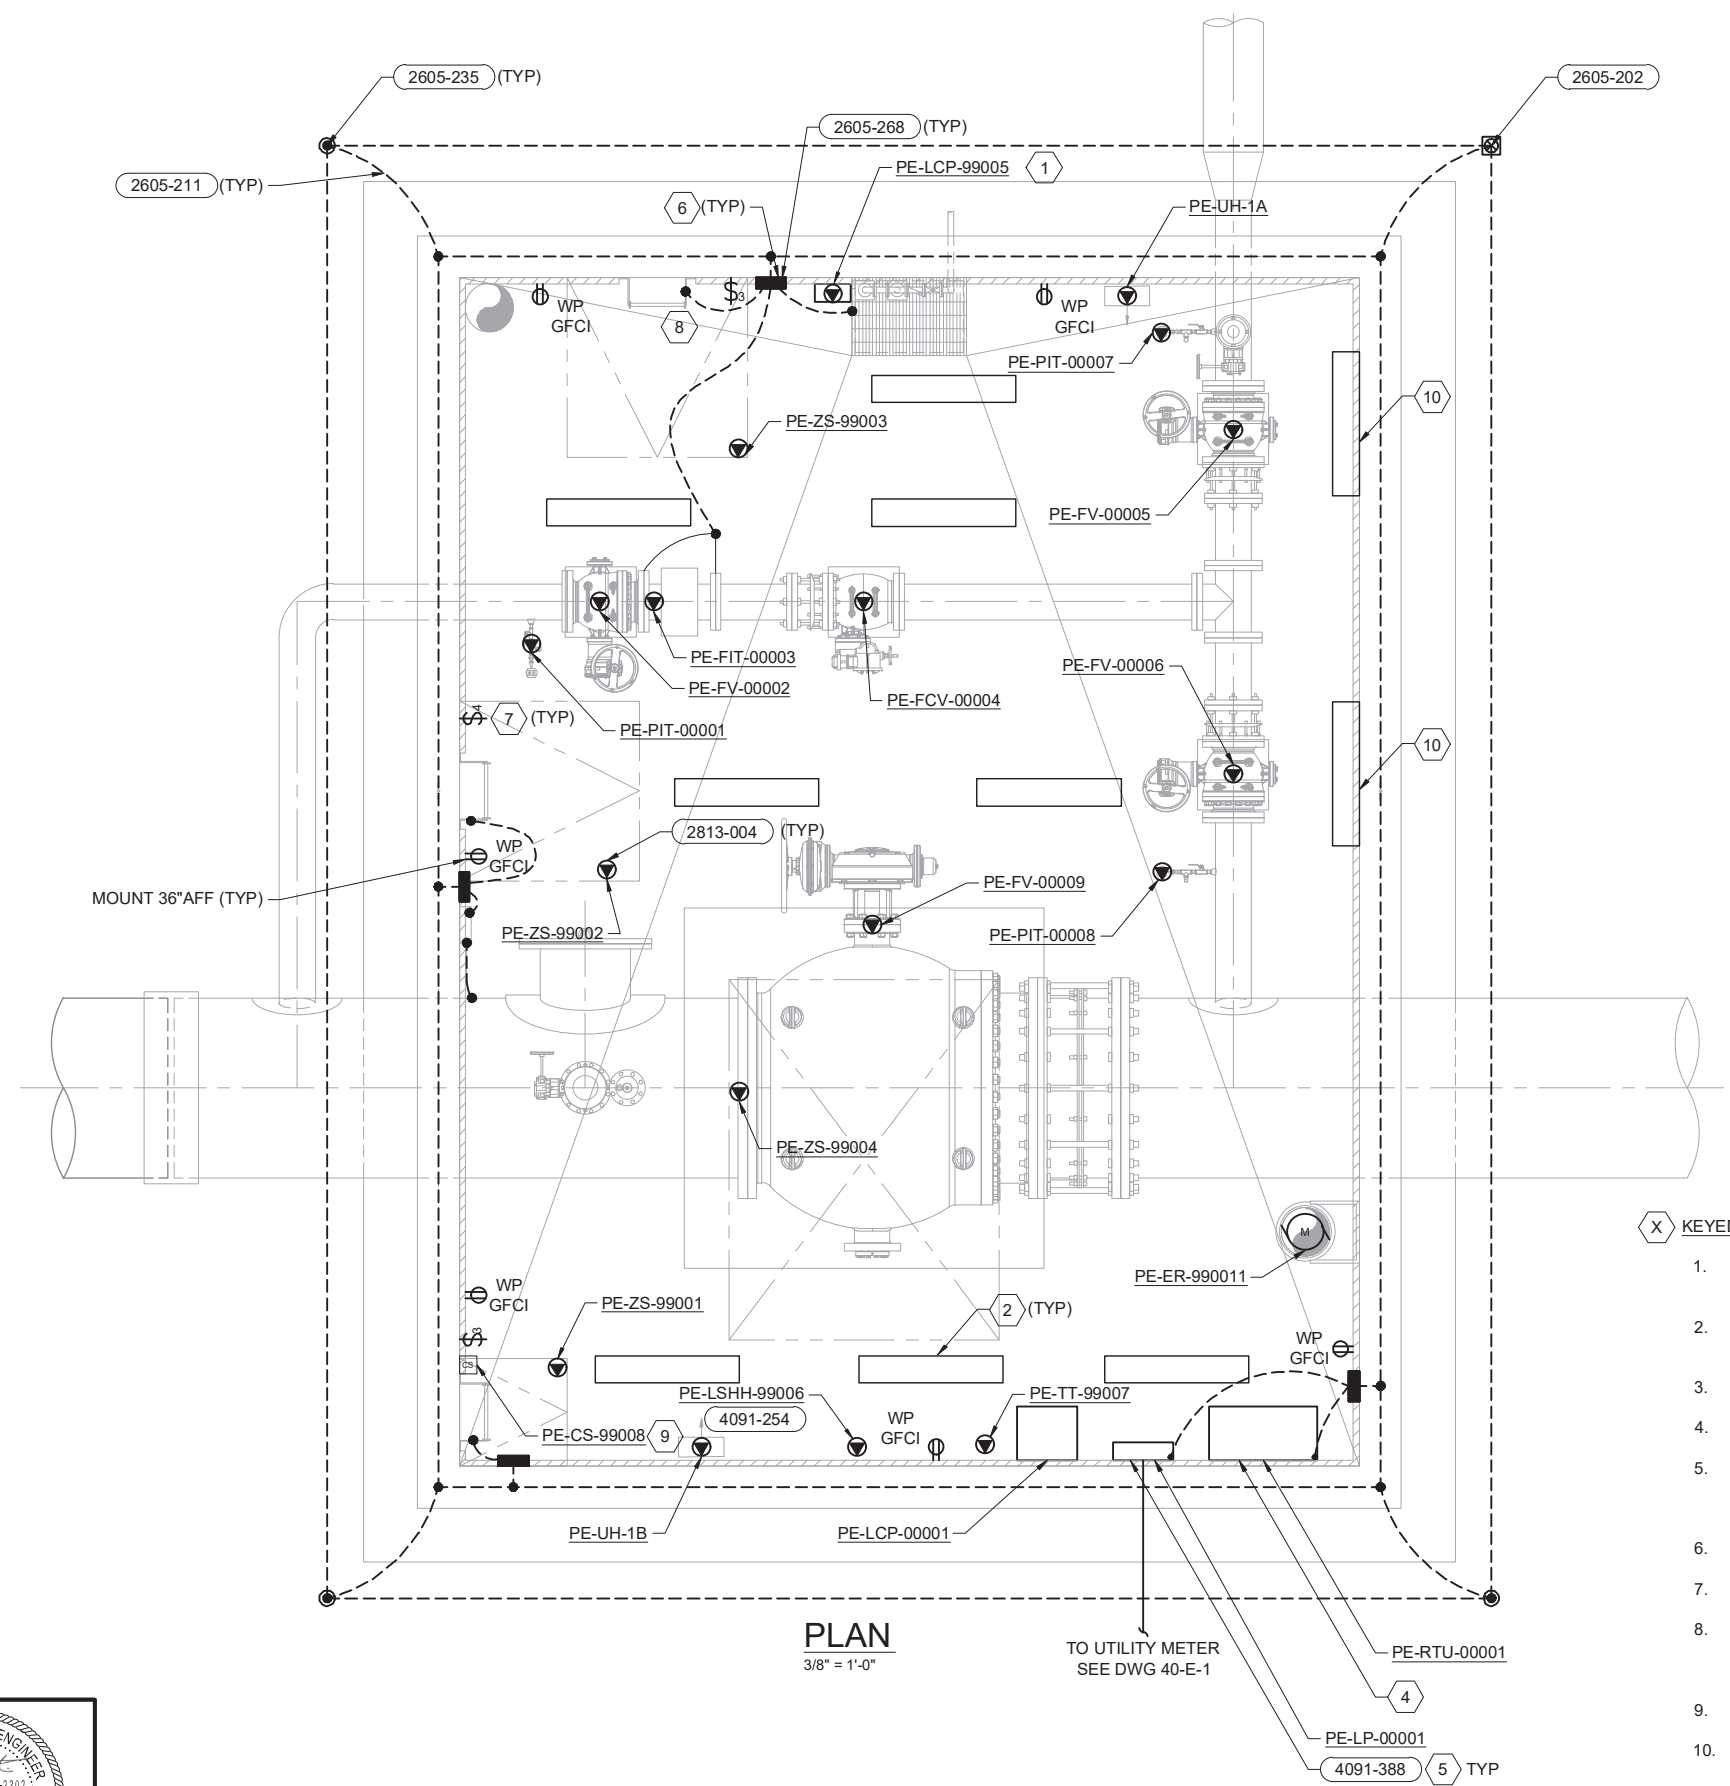 2605-235 (TYP)
2605-202
2605-268 (TYP)
PE-LCP-99005 1
2605-211 (TYP)
6 (TYP)
PE-UH-1A
$3
WP
GFCI
WP
GFCI
8
PE-PIT-00007
10
PE-ZS-99003
PE-FV-00005
PE-FIT-00003
PE-FV-00006
PE-FV-00002
PE-FCV-00004
$4
7 (TYP)
PE-PIT-00001
10
2813-004 (TYP)
WP
GFCI
PE-FV-00009
MOUNT 36"AFF (TYP)
PE-ZS-99002
PE-PIT-00008
PE-ZS-99004
X KEYED
M
1.
PE-ER-990011
WP
GFCI
PE-ZS-99001
2 (TYP)
2.
$3
WP
GFCI
CS
PE-LSHH-99006
PE-TT-99007
3.
4091-254
WP
GFCI
PE-CS-99008 9
4.
5.
PE-UH-1B
PE-LCP-00001
6.
7.
PLAN
3/8" = 1'-0"
TO UTILITY METER
SEE DWG 40-E-1
8.
PE-RTU-00001
4
9.
PE-LP-00001
10.
4091-388 5 TYP
ENGINEER